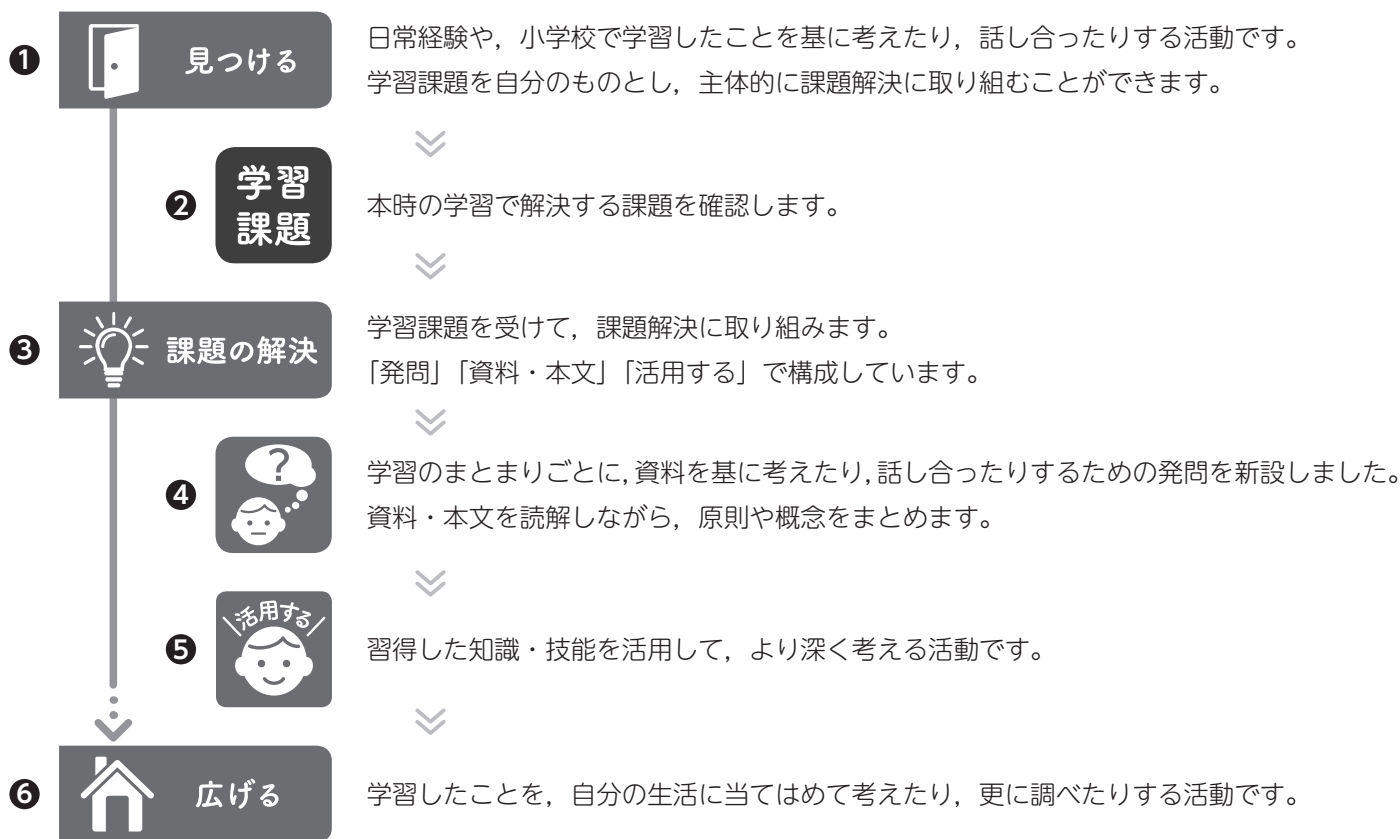 ❶
見つける
日常経験や，小学校で学習したことを基に考えたり，話し合ったりする活動です。
学習課題を自分のものとし，主体的に課題解決に取り組むことができます。
❷
学習
課題
本時の学習で解決する課題を確認します。
❸
課題の解決
学習課題を受けて，課題解決に取り組みます。
「発問」「資料・本文」「活用する」で構成しています。
❹
?
学習のまとまりごとに，資料を基に考えたり，話し合ったりするための発問を新設しました。
資料・本文を読解しながら，原則や概念をまとめます。
❺
活用する
習得した知識・技能を活用して，より深く考える活動です。
❻
広げる
学習したことを，自分の生活に当てはめて考えたり，更に調べたりする活動です。